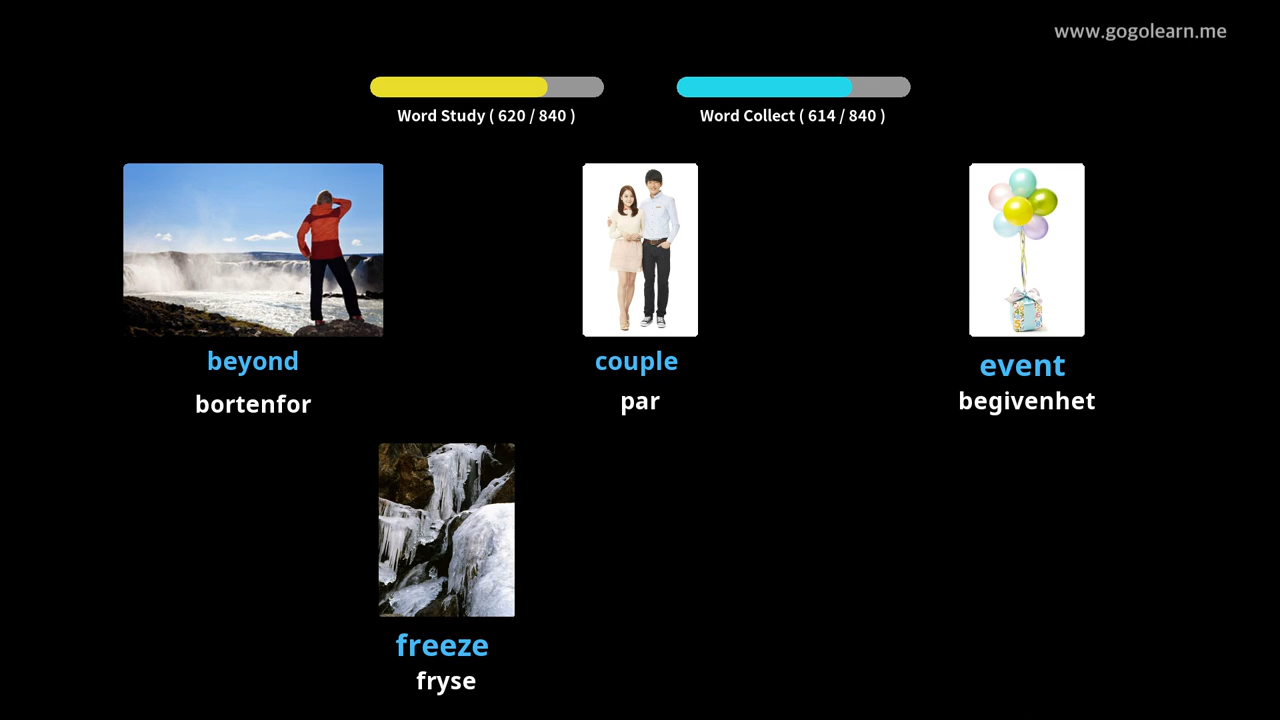 www.gogolearn.me
Word Study ( 620 / 840 )
Word Collect ( 614 / 840 )
beyond
bortenfor
couple
par
event
begivenhet
freeze
fryse